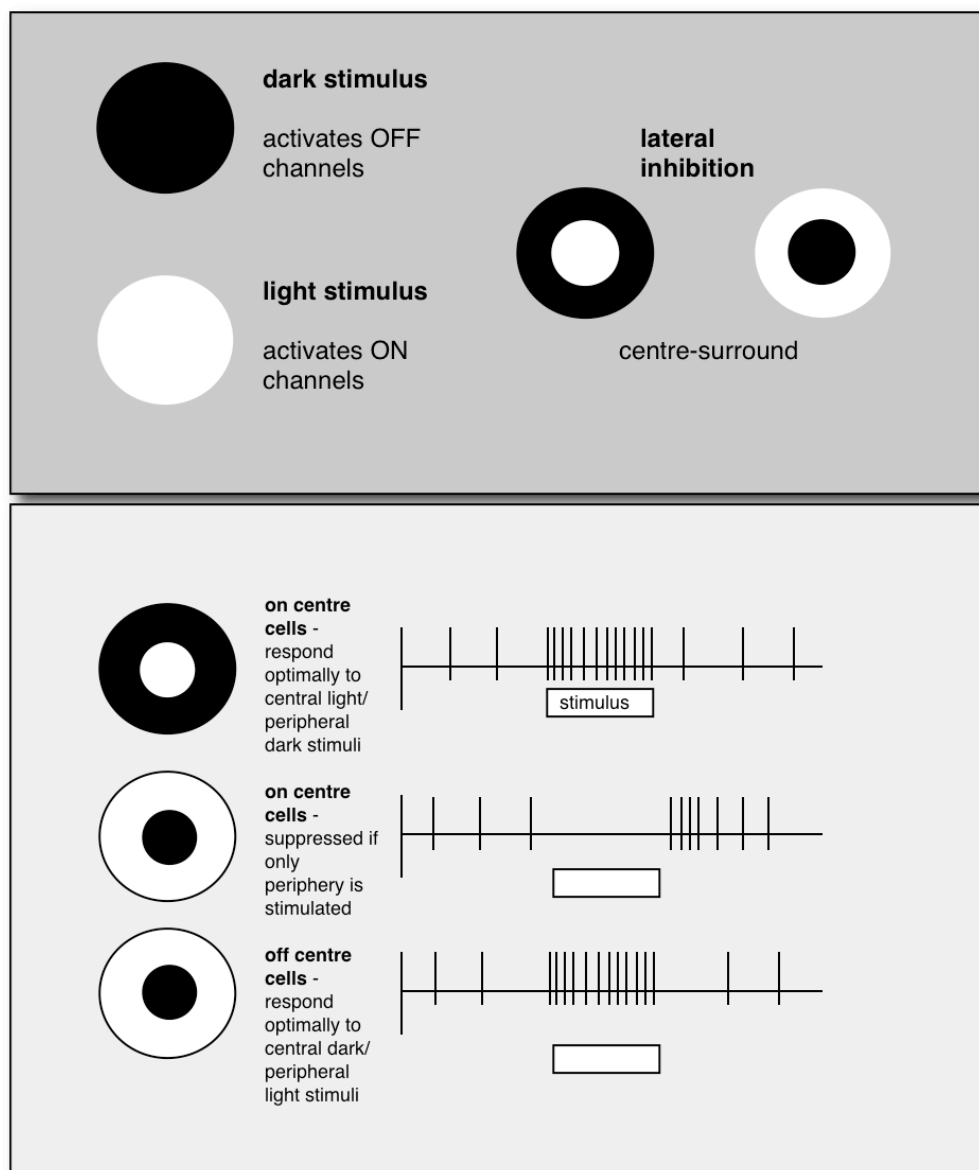 dark stimulus
activates OFF
channels
light stimulus
activates ON
channels
lateral
inhibition
centre-surround
on centre
cells -
respond
optimally to
central light/
peripheral
dark stimuli
stimulus
on centre
cells -
suppressed if
only
periphery is
stimulated
off centre
cells -
respond
optimally to
central dark/
peripheral
light stimuli